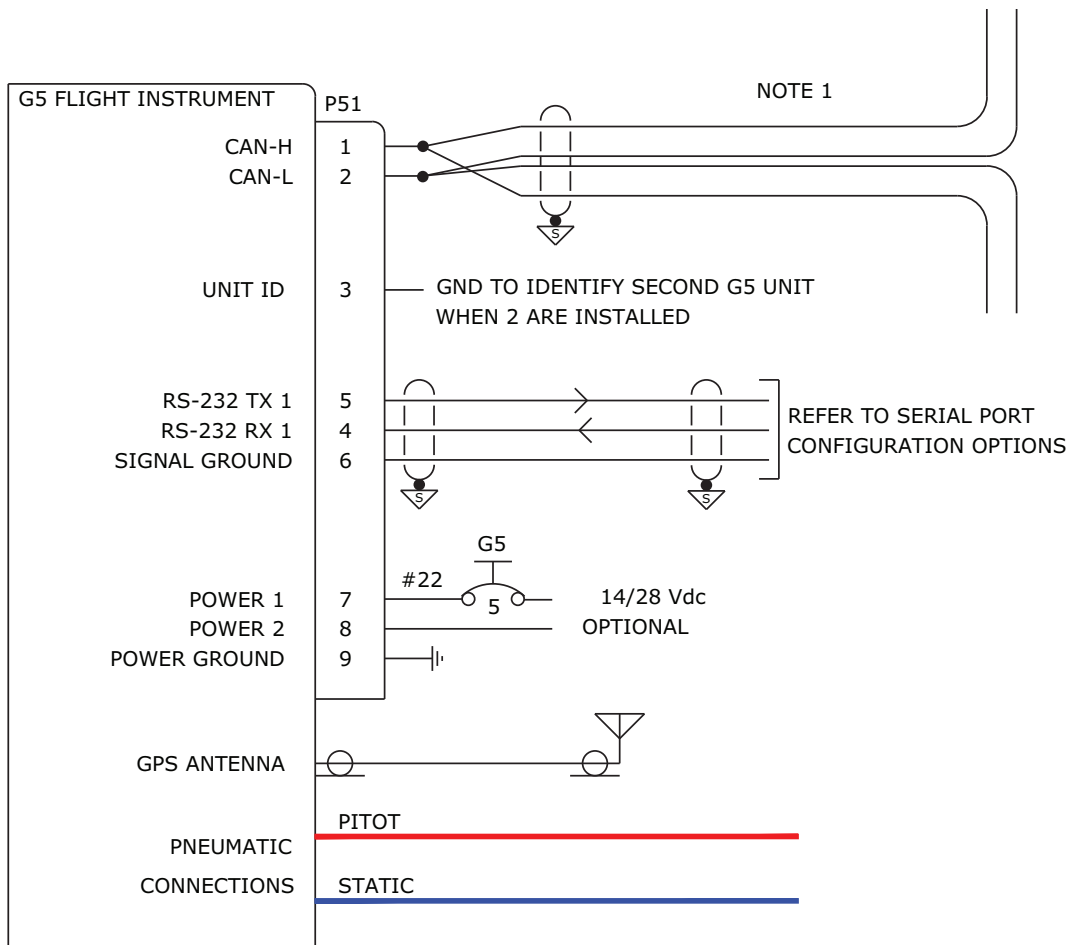 NOTE 1
G5 FLIGHT INSTRUMENT P51
CAN-H 1
CAN-L 2
S
UNIT ID 3 GND TO IDENTIFY SECOND G5 UNIT
WHEN 2 ARE INSTALLED
RS-232 TX 1 5
RS-232 RX 1 4
SIGNAL GROUND 6
REFER TO SERIAL PORT
CONFIGURATION OPTIONS
S S
G5
#22
POWER 1 7 5 14/28 Vdc
POWER 2 8 OPTIONAL
POWER GROUND 9
GPS ANTENNA
PITOT
PNEUMATIC
CONNECTIONS STATIC